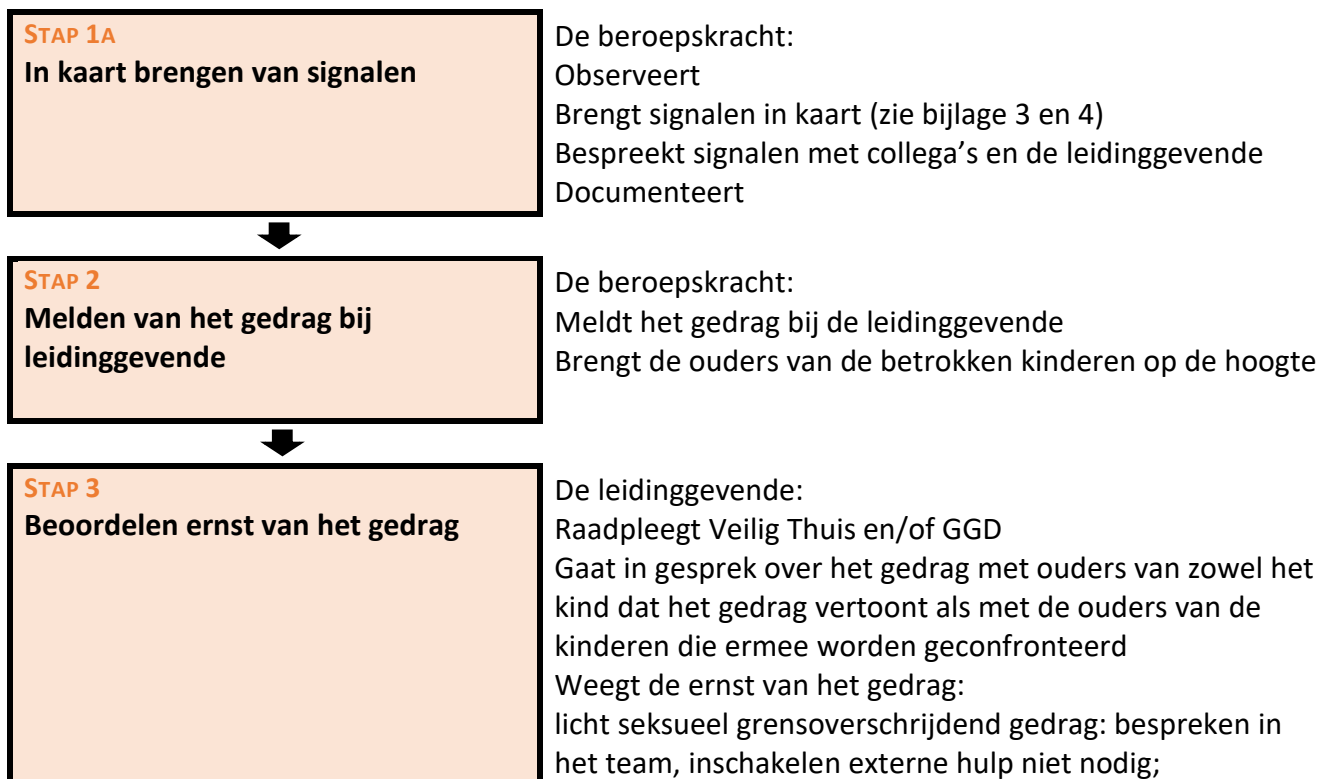 STAP 1A
In kaart brengen van signalen
De beroepskracht:
Observeert
Brengt signalen in kaart (zie bijlage 3 en 4)
Bespreekt signalen met collega’s en de leidinggevende
Documenteert
STAP 2
Melden van het gedrag bij
leidinggevende
De beroepskracht:
Meldt het gedrag bij de leidinggevende
Brengt de ouders van de betrokken kinderen op de hoogte
STAP 3
Beoordelen ernst van het gedrag
De leidinggevende:
Raadpleegt Veilig Thuis en/of GGD
Gaat in gesprek over het gedrag met ouders van zowel het
kind dat het gedrag vertoont als met de ouders van de
kinderen die ermee worden geconfronteerd
Weegt de ernst van het gedrag:
licht seksueel grensoverschrijdend gedrag: bespreken in
het team, inschakelen externe hulp niet nodig;